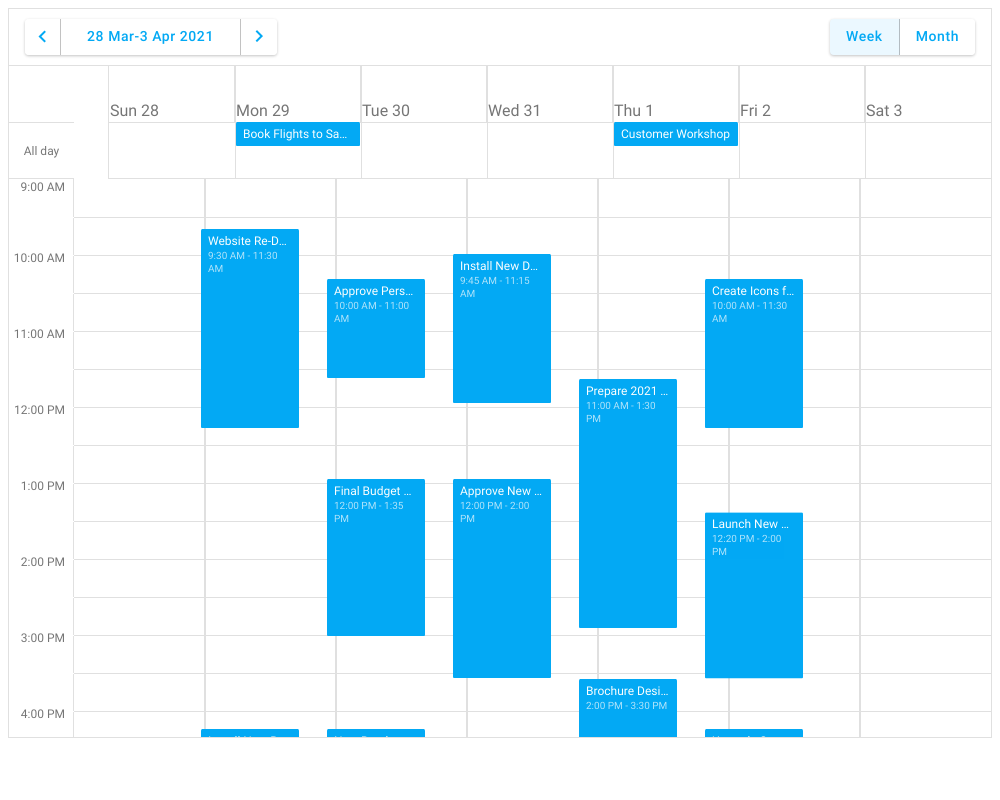 28 Mar-3 Apr 2021
Week
Month
Sun 28
Mon 29
Tue 30
Wed 31
Thu 1
Fri 2
Sat 3
All day
Book Flights to Sa...
Customer Workshop
9:00 AM
10:00 AM
11:00 AM
12:00 PM
1:00 PM
2:00 PM
3:00 PM
4:00 PM
Website Re-D...
9:30 AM - 11:30
AM
Approve Pers...
10:00 AM - 11:00
AM
Final Budget ...
12:00 PM - 1:35
PM
Install New D...
9:45 AM - 11:15
AM
Approve New ...
12:00 PM - 2:00
PM
Prepare 2021 ...
11:00 AM - 1:30
PM
Brochure Desi...
2:00 PM - 3:30 PM
Create Icons f...
10:00 AM - 11:30
AM
Launch New ...
12:20 PM - 2:00
PM